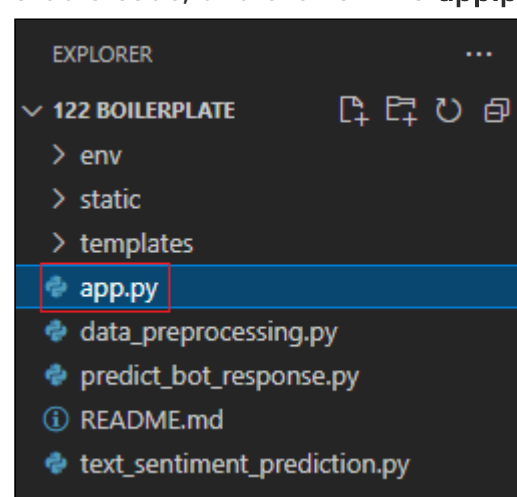 EXPLORER
122 BOILERPLATE
env
static
templates
app.py
data_preprocessing.py
predict_bot_response.py
README.md
text_sentiment_prediction.py